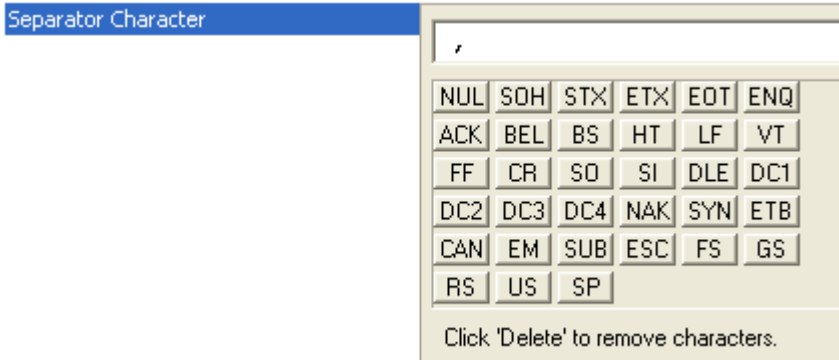 Separator Character
,
NUL SOH STX ETX EOT ENQ
ACK BEL BS HT LF VT
FF CR SO SI DLE DC1
DC2 DC3 DC4 NAK SYN ETB
CAN EM SUB ESC FS GS
RS US SP
Click 'Delete' to remove characters.